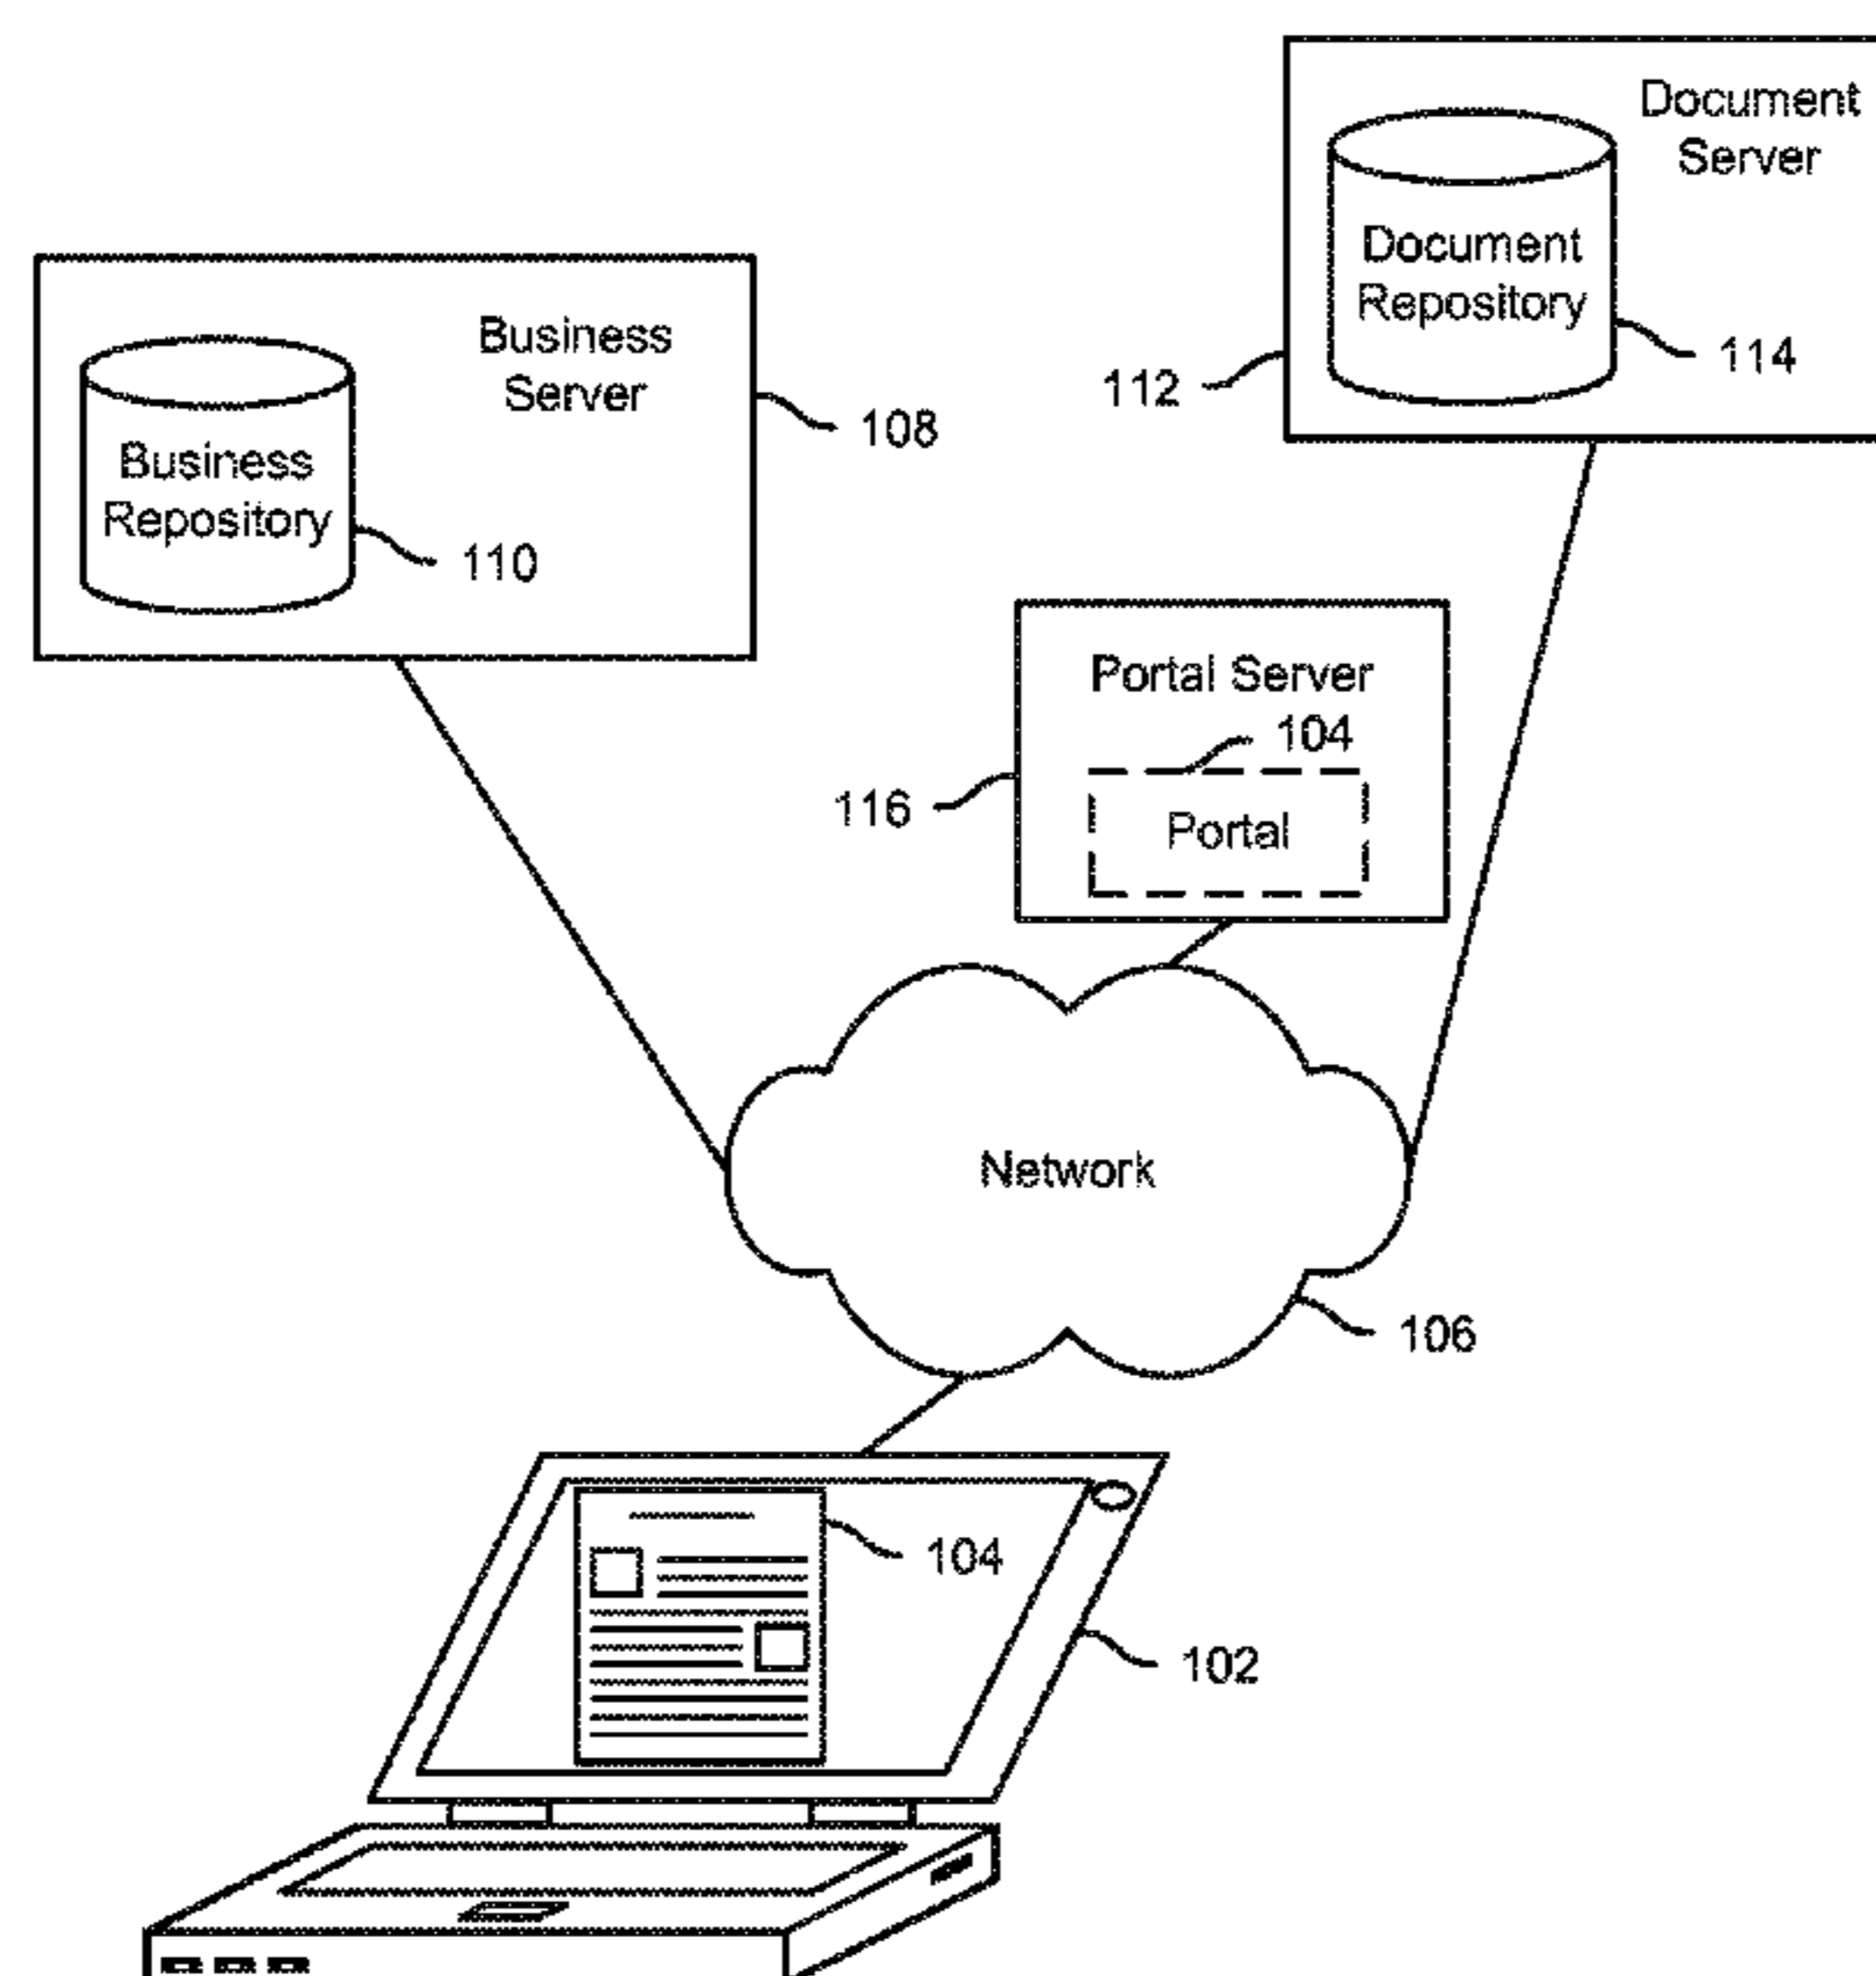 Document
Server
Document
Repository
114
112
Business
Server
108
Business
Repository
110
Portal Server
104
116
Portal
Network
106
104
102